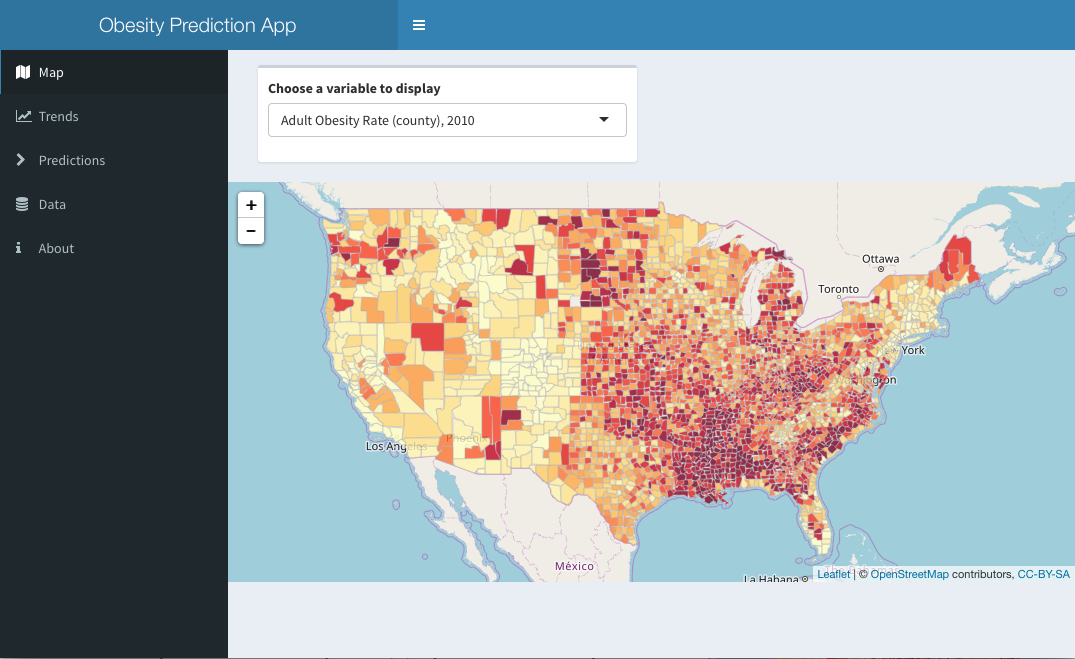 Obesity Prediction App
Map
Trends
Predictions
Data
About
Choose a variable to display
Adult Obesity Rate (county), 2010
+
−
Ottawa
Toronto
York
Los Angeles
Phoenix
México
La Habana
Leaflet | © OpenStreetMap contributors, CC-BY-SA